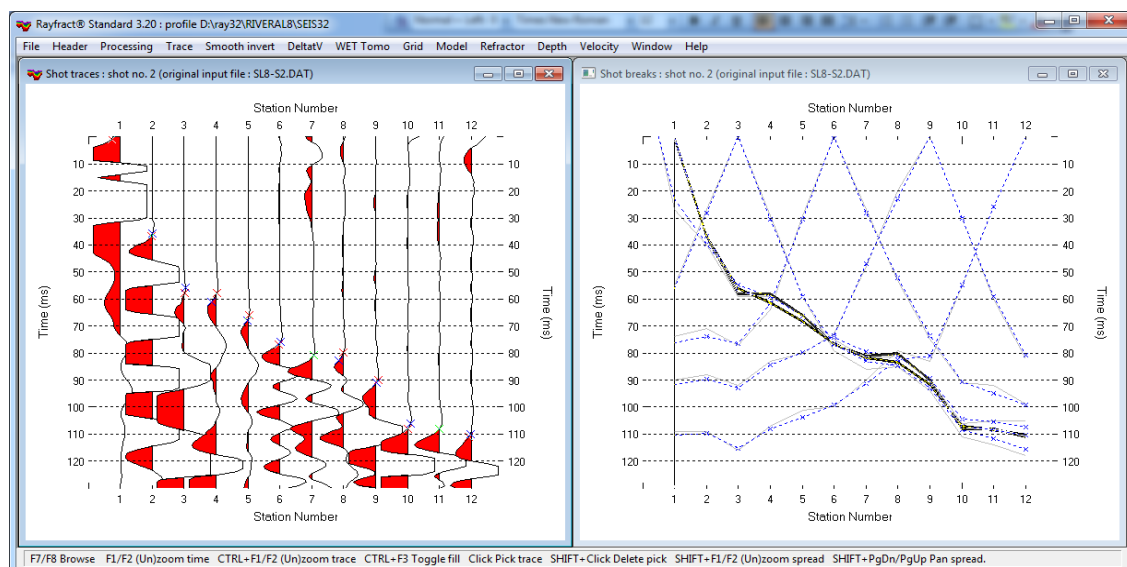 Rayfract® Standard 3.20 : profile D:\ray32\RIVERAL8\SEIS32
File Header Processing Trace Smooth invert DeltaV WET Tomo Grid Model Refractor Depth Velocity Window Help
Shot traces : shot no. 2 (original input file : SL8-S2.DAT)
Station Number
1 2 3 4 5 6 7 8 9 10 11 12
10 10
20 20
30 30
40 40
50 50
60 60
70 70
80 80
90 90
100 100
110 110
120 120
Time (ms)
Time (ms)
1 2 3 4 5 6 7 8 9 10 11 12
Station Number
Shot breaks : shot no. 2 (original input file : SL8-S2.DAT)
Station Number
1 2 3 4 5 6 7 8 9 10 11 12
10 10
20 20
30 30
40 40
50 50
60 60
70 70
80 80
90 90
100 100
110 110
120 120
Time (ms)
Time (ms)
1 2 3 4 5 6 7 8 9 10 11 12
Station Number
F7/F8 Browse F1/F2 (Un)zoom time CTRL+F1/F2 (Un)zoom trace CTRL+F3 Toggle fill Click Pick trace SHIFT+Click Delete pick SHIFT+F1/F2 (Un)zoom spread SHIFT+PgDn/PgUp Pan spread.